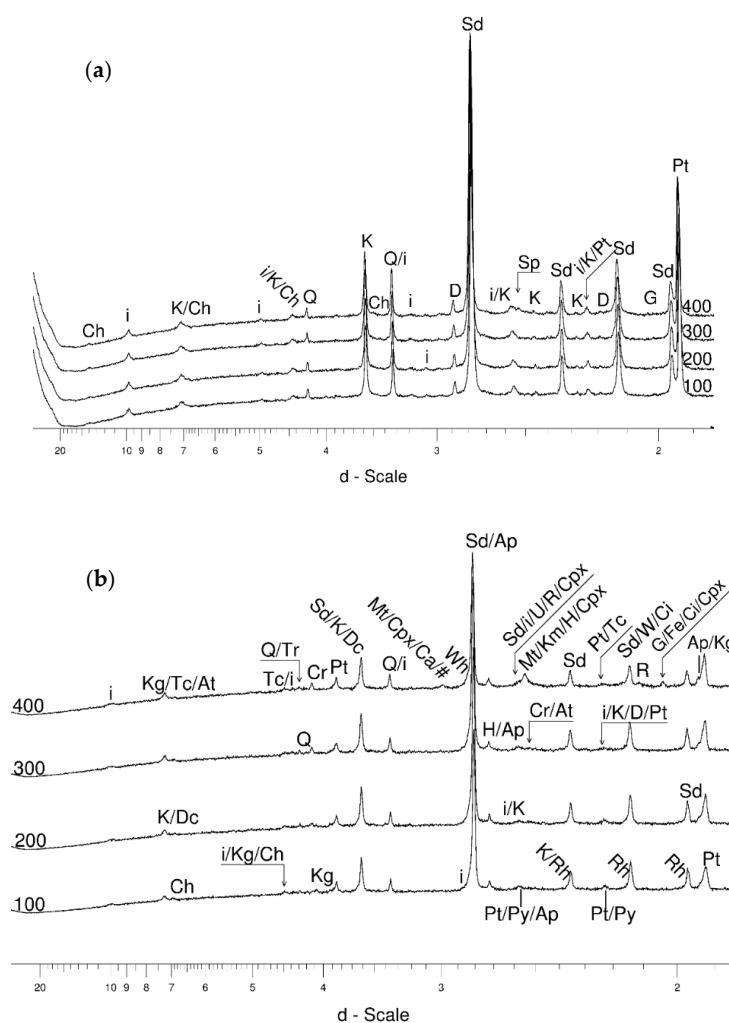 Sd
(a)
Pt
K
Q/i
Sp
Sd
i/K/Pt
Sd
Sd
i/K/Ch
Q
Ch
i
D
i/K
K
K
D
G
400
Ch
i
K/Ch
i
300
i
200
100
20 10 9 8 7 6 5 4 3 2
d - Scale
Sd/Ap
(b)
Sd/i/U/R/Cpx
Mt/Km/H/Cpx
Pt/Tc
Sd/W/Ci
G/Fe/Ci/Cpx
Mt/Cpx/Ca/#
Sd/K/Dc
Wh
Q/Tr
Cr
Pt
Q/i
Sd
R
Ap/Kg
i
Kg/Tc/At
Tc/i
400
Cr/At
i/K/D/Pt
H/Ap
Q
300
Sd
K/Dc
i/K
200
i/Kg/Ch
Ch
Kg
i
K/Rh
Rh
Rh
Pt
100
Pt/Py/Ap
Pt/Py
20 10 9 8 7 6 5 4 3 2
d - Scale